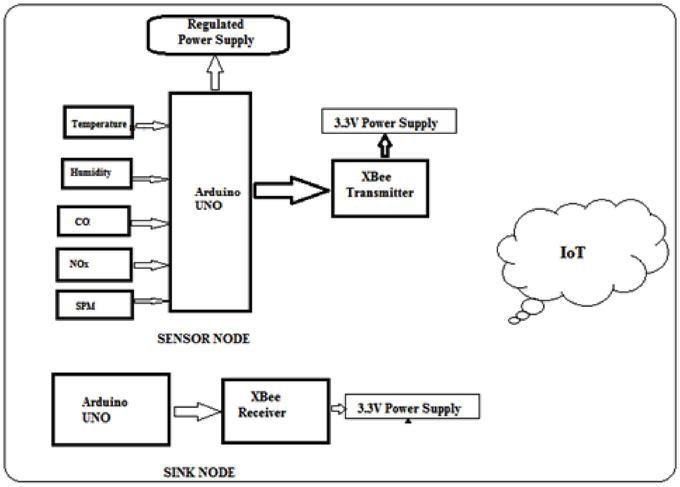 Regulated
Power Supply
Temperature
Humidity
CO
NOx
SPM
Arduino
UNO
3.3V Power Supply
XBee
Transmitter
IoT
SENSOR NODE
Arduino
UNO
XBee
Receiver
3.3V Power Supply
SINK NODE